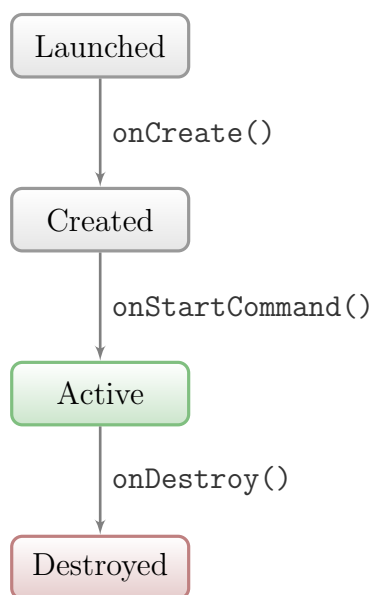 Launched
onCreate()
Created
onStartCommand()
Active
onDestroy()
Destroyed